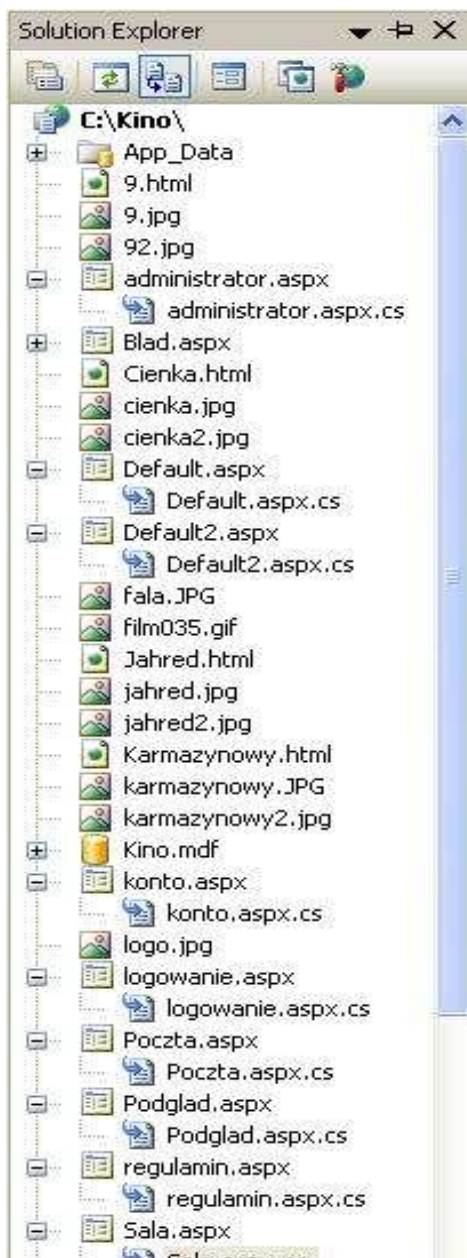 Solution Explorer
C:\Kino\
App_Data
9.html
9.jpg
92.jpg
administrator.aspx
administrator.aspx.cs
Blad.aspx
Cienka.html
cienka.jpg
cienka2.jpg
Default.aspx
Default.aspx.cs
Default2.aspx
Default2.aspx.cs
fala.JPG
film035.gif
Jahred.html
jahred.jpg
jahred2.jpg
Karmazynowy.html
karmazynowy.JPG
karmazynowy2.jpg
Kino.mdf
konto.aspx
konto.aspx.cs
logo.jpg
logowanie.aspx
logowanie.aspx.cs
Poczta.aspx
Poczta.aspx.cs
Podglad.aspx
Podglad.aspx.cs
regulamin.aspx
regulamin.aspx.cs
Sala.aspx